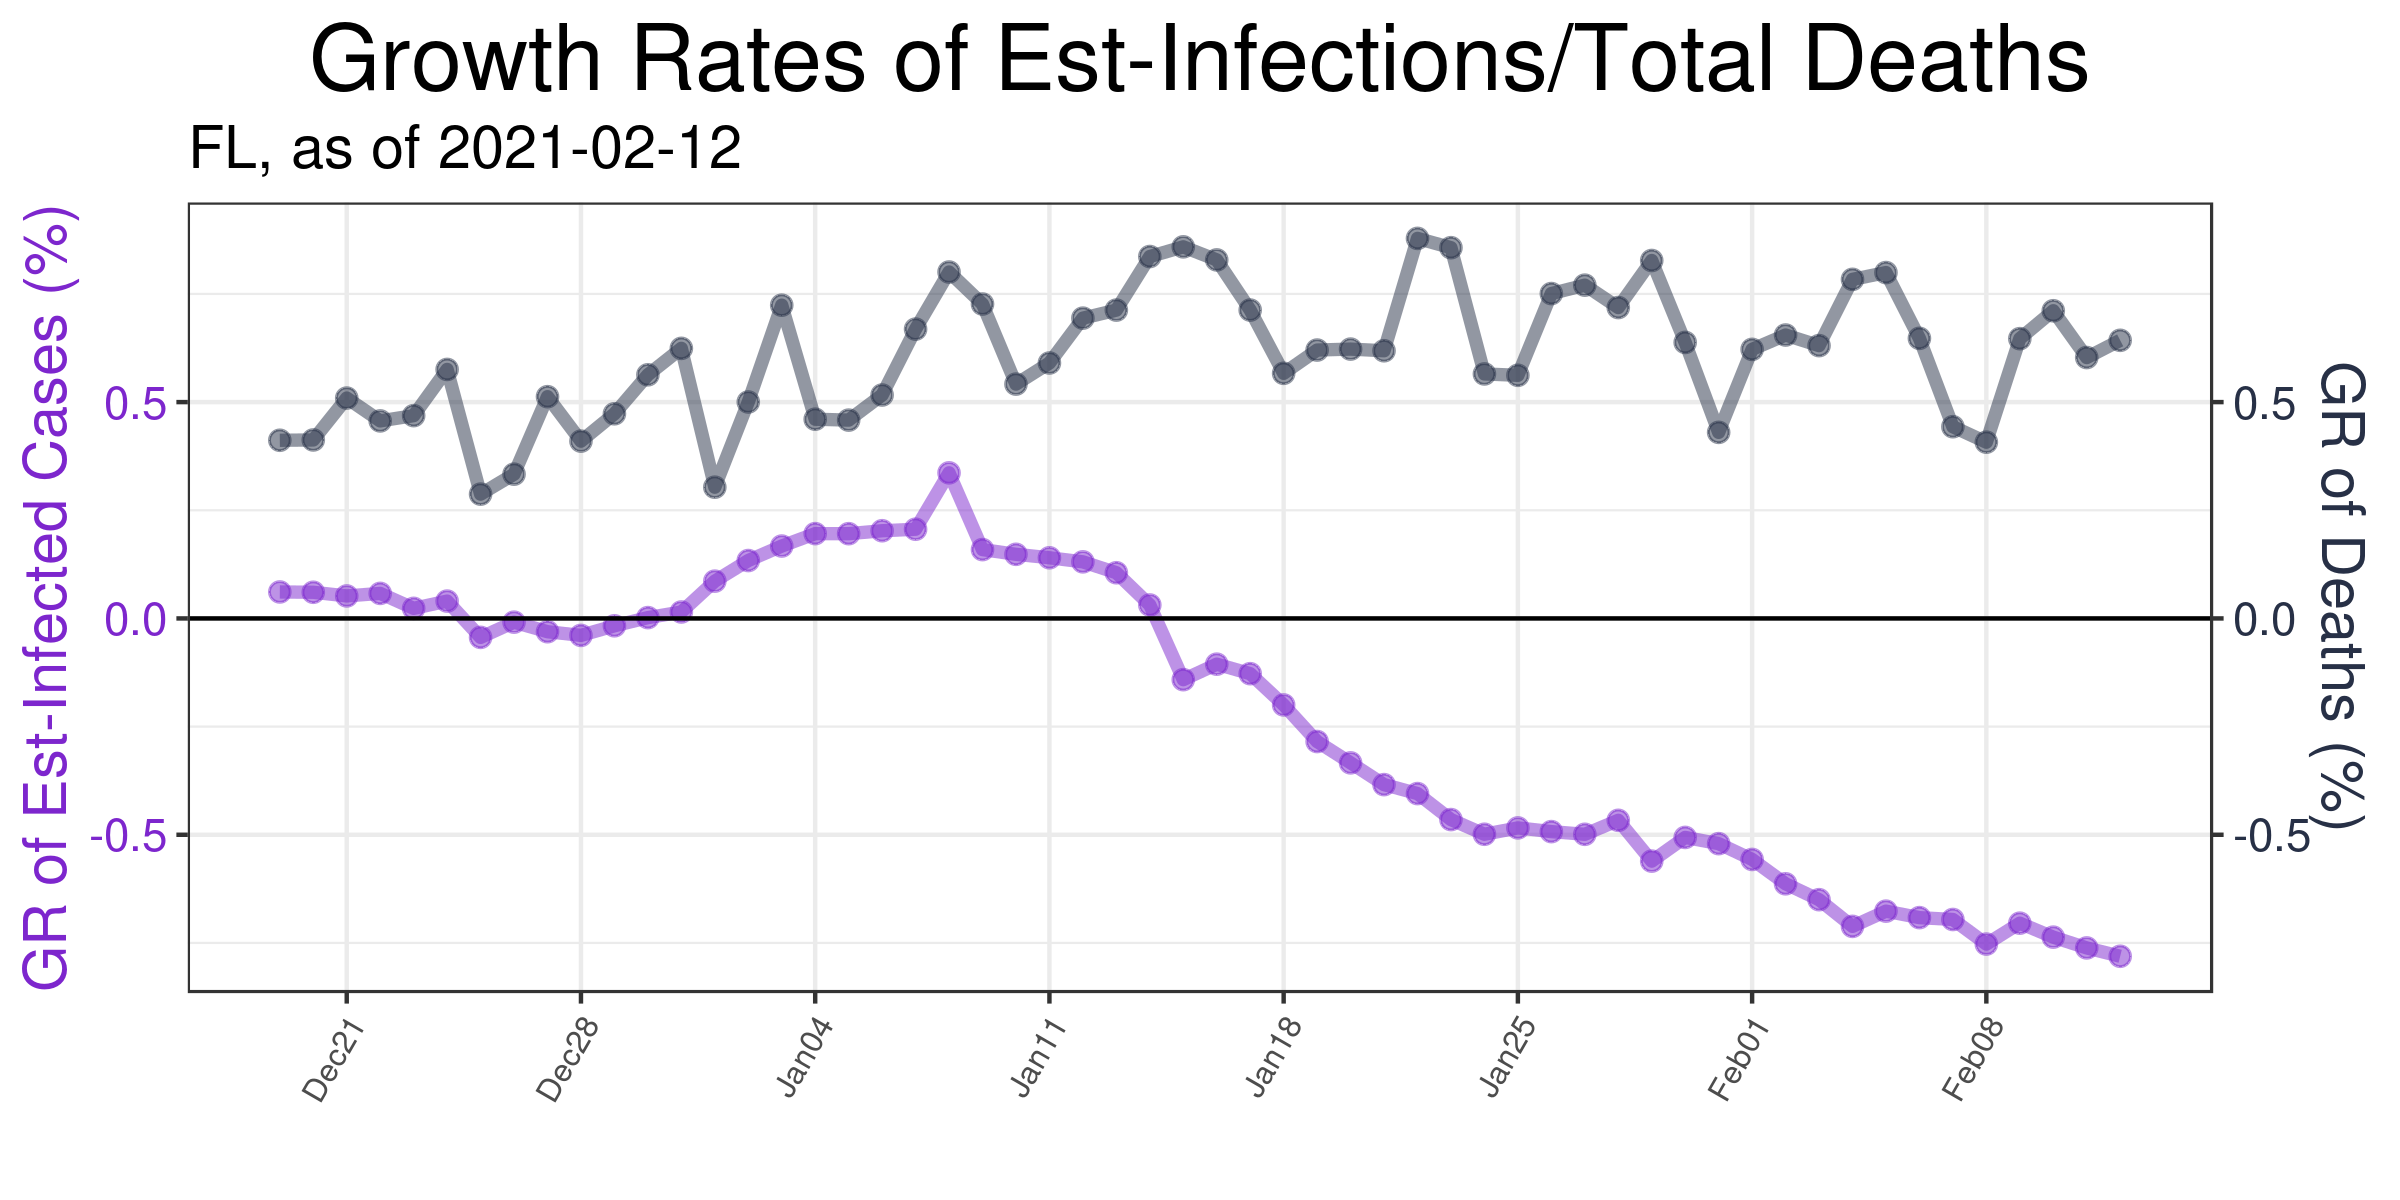 Growth Rates of Est-Infections/Total Deaths
FL, as of 2021-02-12
GR of Est-Infected Cases (%)
0.5
0.0
-0.5
0.5
0.0
-0.5
GR of Deaths (%)
Dec21
Dec28
Jan04
Jan11
Jan18
Jan25
Feb01
Feb08